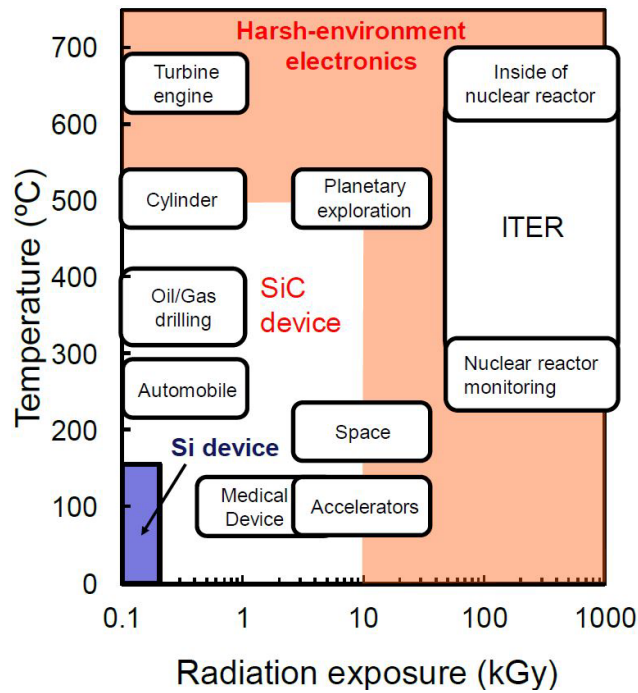 Harsh-environment
electronics
700
600
500
400
300
200
100
0
Temperature (ºC)
Turbine
engine
Inside of
nuclear reactor
Cylinder
Planetary
exploration
ITER
Oil/Gas
drilling
SiC
device
Automobile
Nuclear reactor
monitoring
Space
Si device
Medical
Device
Accelerators
0.1
1
10
100
1000
Radiation exposure (kGy)